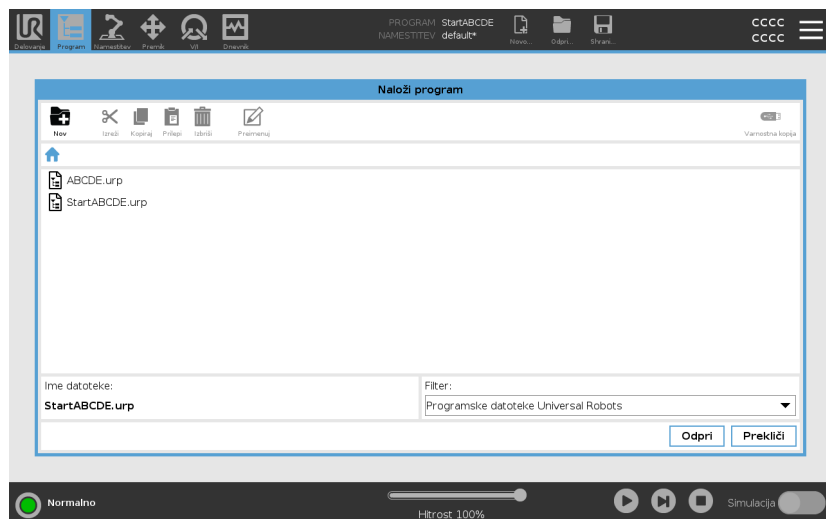 PROGRAM StartABCDE
NAMESTITEV default*
Delovanje Program Namestitev Premik V/I Dnevnik
Novo... Odpri... Shrani...
CCCC
CCCC
Naloži program
Nov Izreži Kopiraj Prilepi Izbriši Preimenuj Varnostna kopija
ABCDE.urp
StartABCDE.urp
Ime datoteke:
StartABCDE.urp
Filter:
Programske datoteke Universal Robots
Odpri Prekliči
Normalno
Hitrost 100%
Simulacija